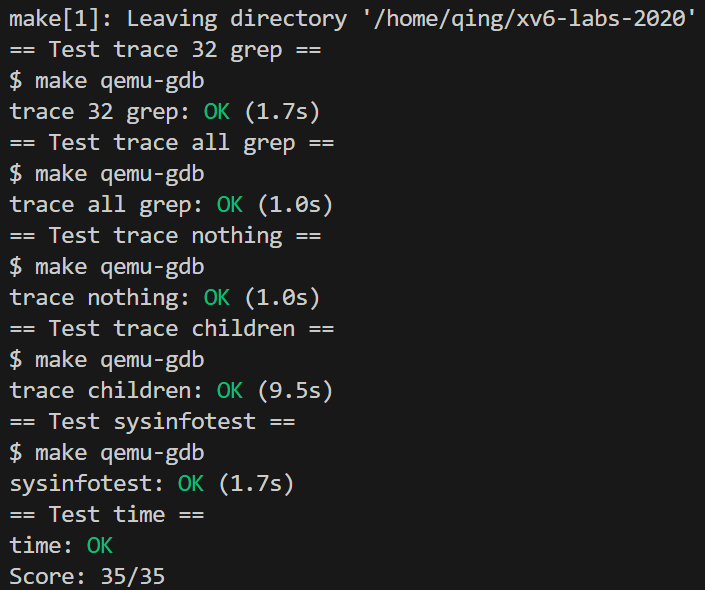 make[1]: Leaving directory '/home/qing/xv6-labs-2020'
== Test trace 32 grep ==
$ make qemu-gdb
trace 32 grep: OK (1.7s)
== Test trace all grep ==
$ make qemu-gdb
trace all grep: OK (1.0s)
== Test trace nothing ==
$ make qemu-gdb
trace nothing: OK (1.0s)
== Test trace children ==
$ make qemu-gdb
trace children: OK (9.5s)
== Test sysinfotest ==
$ make qemu-gdb
sysinfotest: OK (1.7s)
== Test time ==
time: OK
Score: 35/35